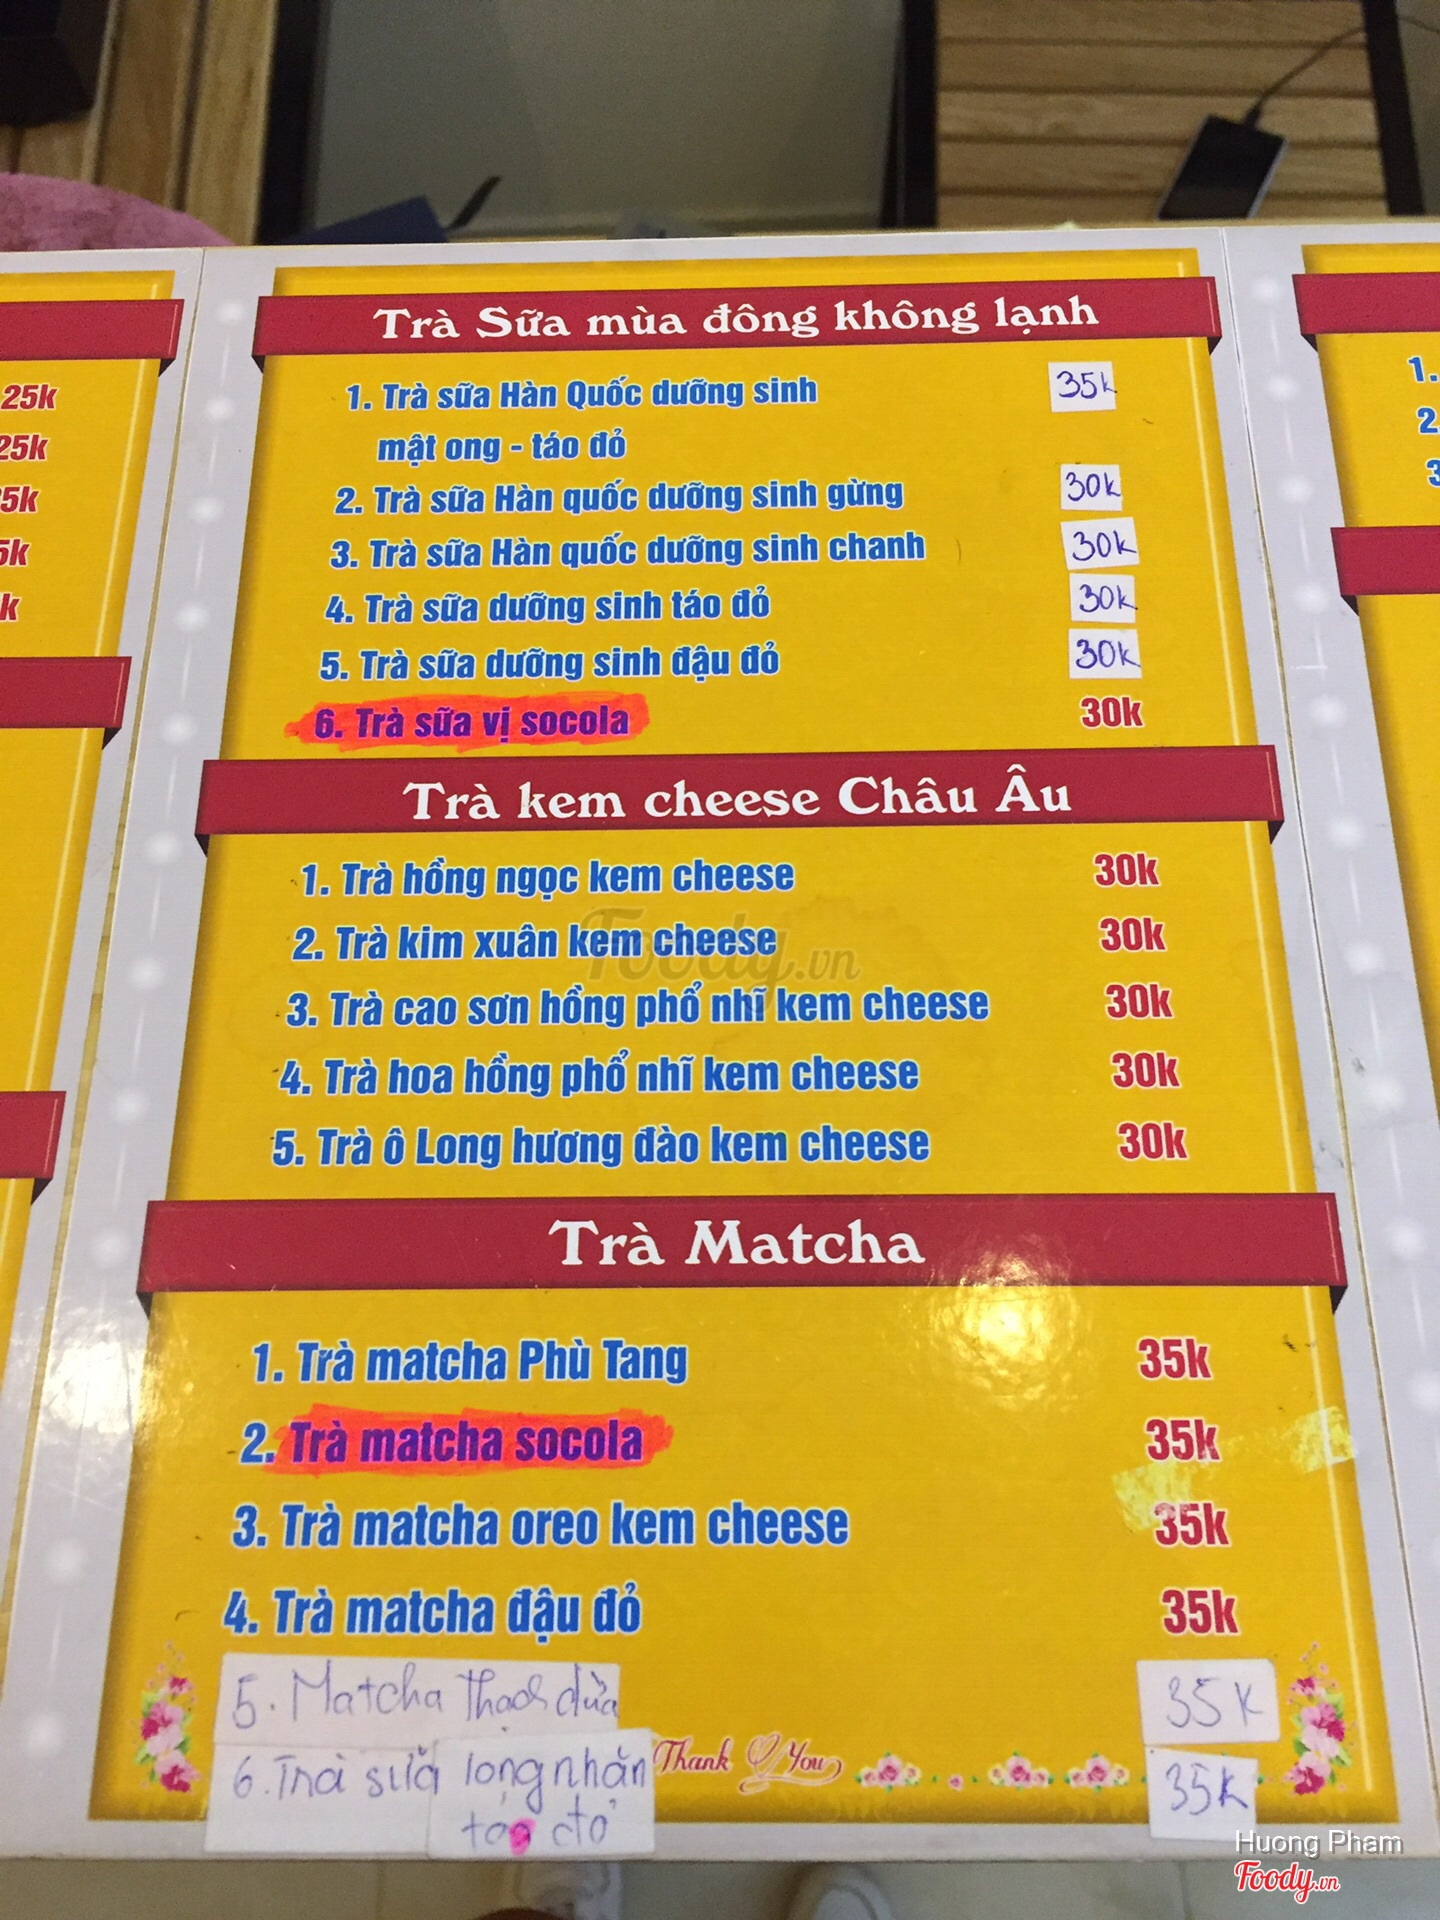 25k
25k
5k
5k
k
Trà Sữa mùa đông không lạnh
1. Trà sữa Hàn Quốc dưỡng sinh 35k
mật ong - táo đỏ
2. Trà sữa Hàn quốc dưỡng sinh gừng 30k
3. Trà sữa Hàn quốc dưỡng sinh chanh 30k
4. Trà sữa dưỡng sinh táo đỏ 30k
5. Trà sữa dưỡng sinh đậu đỏ 30k
6. Trà sữa vị socola 30k
Trà kem cheese Châu Âu
1. Trà hồng ngọc kem cheese 30k
2. Trà kim xuân kem cheese 30k
3. Trà cao sơn hồng phổ nhĩ kem cheese 30k
4. Trà hoa hồng phổ nhĩ kem cheese 30k
5. Trà ô Long hương đào kem cheese 30k
Foody.vn
Trà Matcha
1. Trà matcha Phù Tang 35k
2. Trà matcha socola 35k
3. Trà matcha oreo kem cheese 35k
4. Trà matcha đậu đỏ 35k
5. Matcha Thạch dừa 35K
6. Trà sữa long nhãn 35K
táo đỏ
Thank You
1.
2
3
Huong Pham
Foody.vn